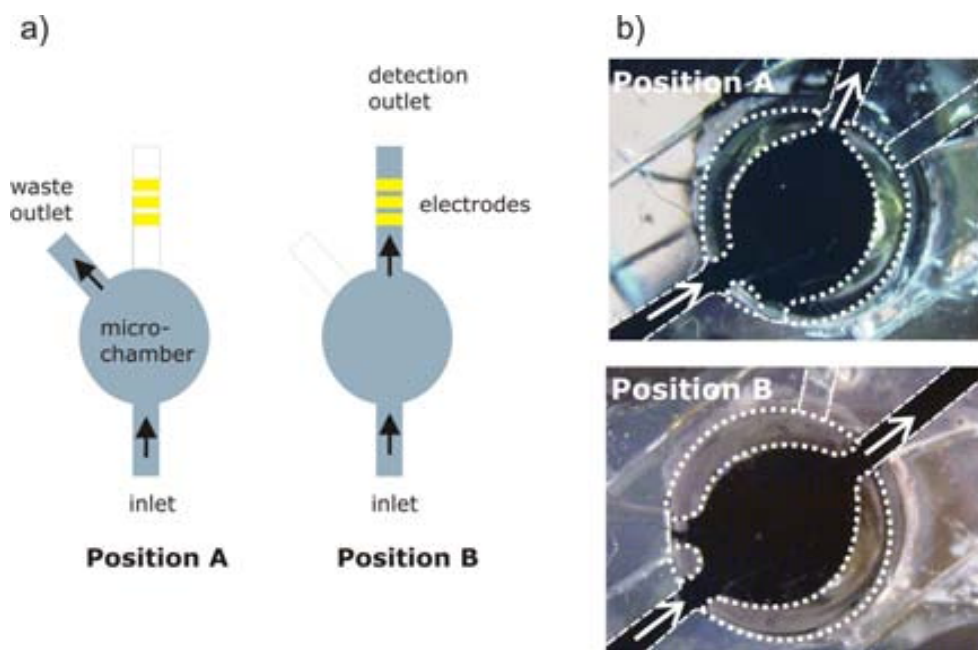 a)
b)
detection
outlet
waste
outlet
electrodes
micro-
chamber
inlet
inlet
Position A
Position B
Position A
Position B